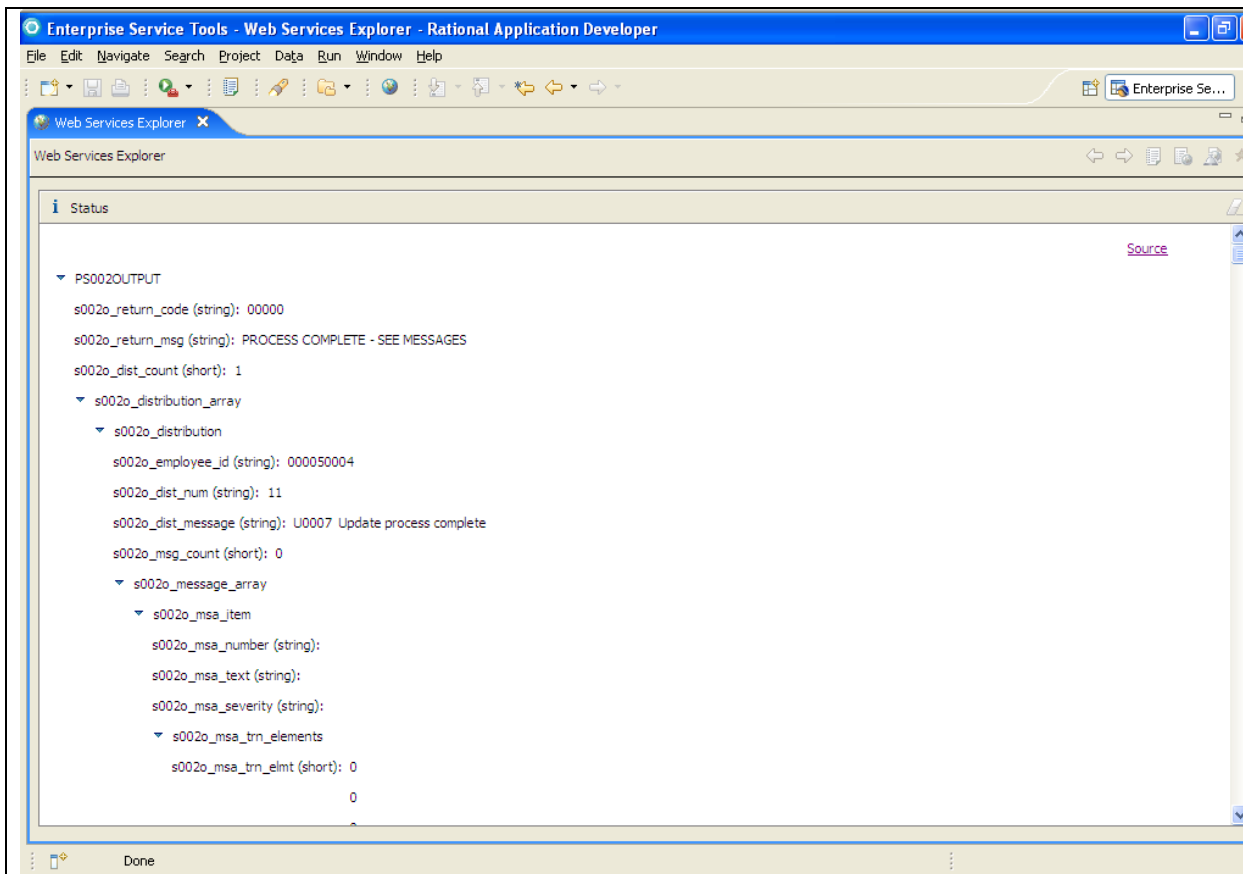 Enterprise Service Tools - Web Services Explorer - Rational Application Developer
File Edit Navigate Search Project Data Run Window Help
Enterprise Se...
Web Services Explorer
Web Services Explorer
i Status
Source
PS002OUTPUT
s002o_return_code (string): 00000
s002o_return_msg (string): PROCESS COMPLETE - SEE MESSAGES
s002o_dist_count (short): 1
s002o_distribution_array
s002o_distribution
s002o_employee_id (string): 000050004
s002o_dist_num (string): 11
s002o_dist_message (string): U0007 Update process complete
s002o_msg_count (short): 0
s002o_message_array
s002o_msa_item
s002o_msa_number (string):
s002o_msa_text (string):
s002o_msa_severity (string):
s002o_msa_trn_elements
s002o_msa_trn_elmt (short): 0
0
Done